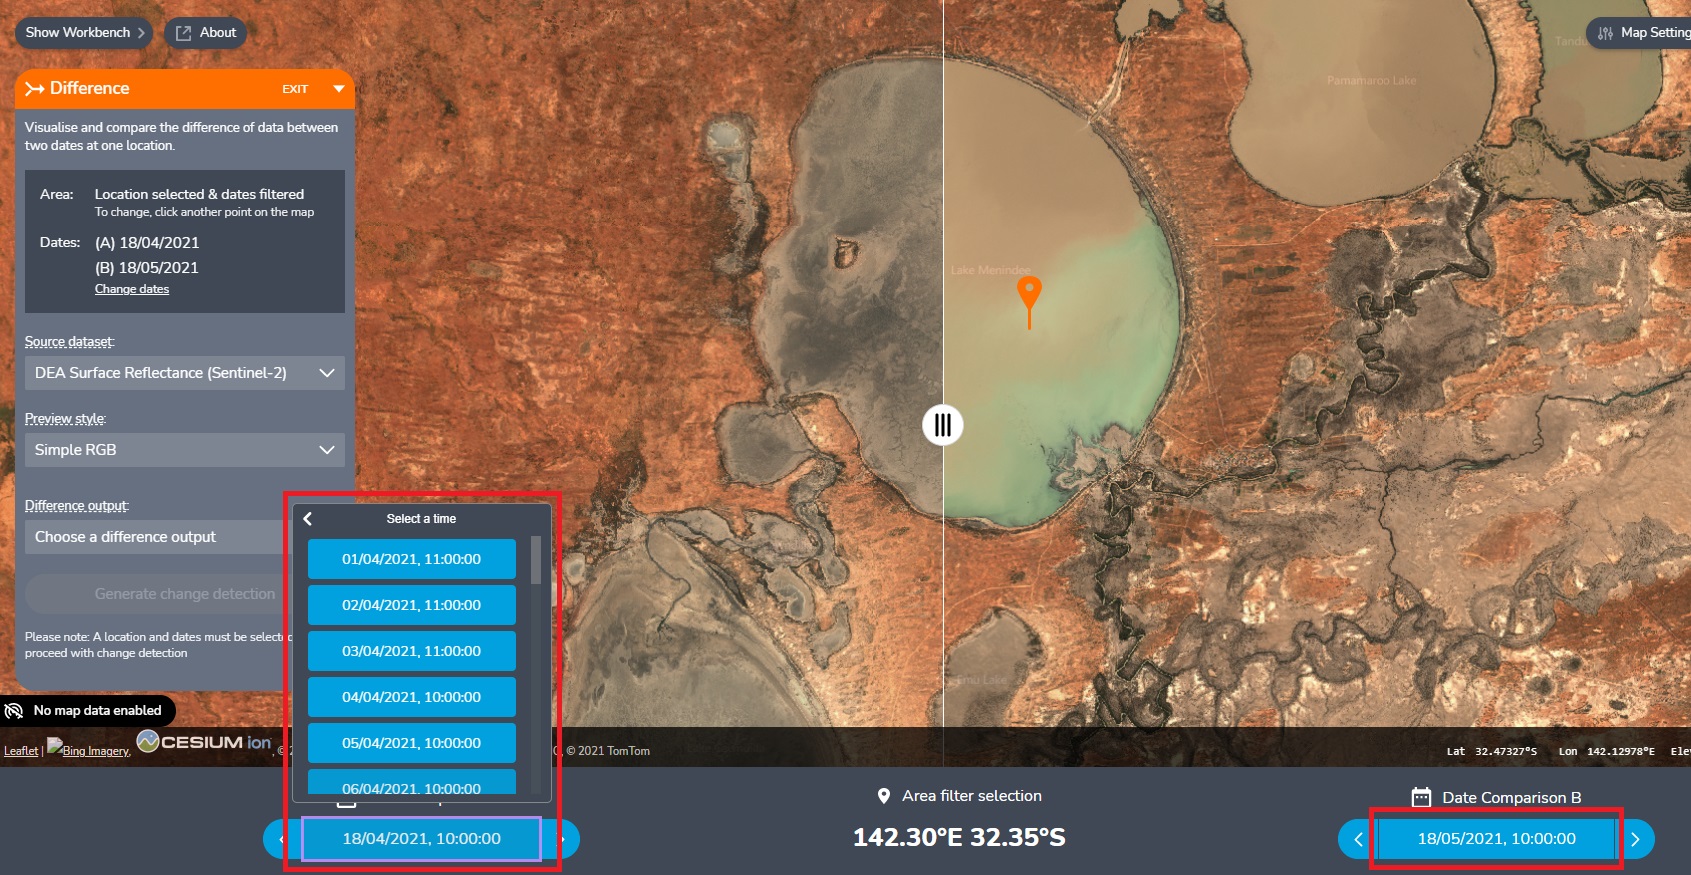 Show Workbench
About
Map Setting
Difference
EXIT
Visualise and compare the difference of data between
two dates at one location.
Area: Location selected & dates filtered
To change, click another point on the map
Dates: (A) 18/04/2021
(B) 18/05/2021
Change dates
Source dataset:
DEA Surface Reflectance (Sentinel-2)
Preview style:
Simple RGB
Difference output:
Choose a difference output
Generate change detection
Please note: A location and dates must be selecte
proceed with change detection
No map data enabled
Pamamaroo Lake
Tandu
Lake Menindee
Emu Lake
Select a time
01/04/2021, 11:00:00
02/04/2021, 11:00:00
03/04/2021, 11:00:00
04/04/2021, 10:00:00
05/04/2021, 10:00:00
06/04/2021, 10:00:00
Leaflet | Bing Imagery, CESIUM ion, © 2
, © 2021 TomTom
Lat 32.47327°S Lon 142.12978°E Ele
18/04/2021, 10:00:00
Area filter selection
142.30°E 32.35°S
Date Comparison B
18/05/2021, 10:00:00